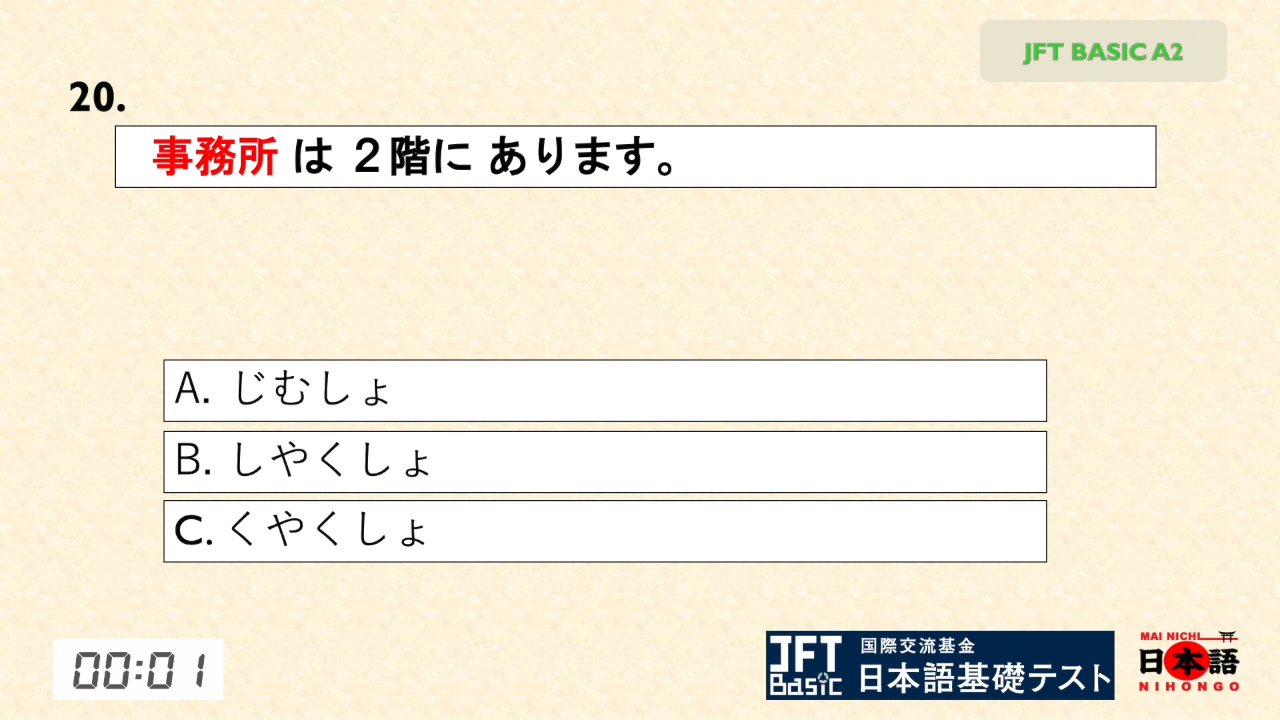 JFT BASIC A2
20.
事務所 は ２階に あります。
A. じむしょ
B. しやくしょ
C. くやくしょ
00:01
JFT Basic
国際交流基金
日本語基礎テスト
MAI NICHI
日本語
NIHONGO